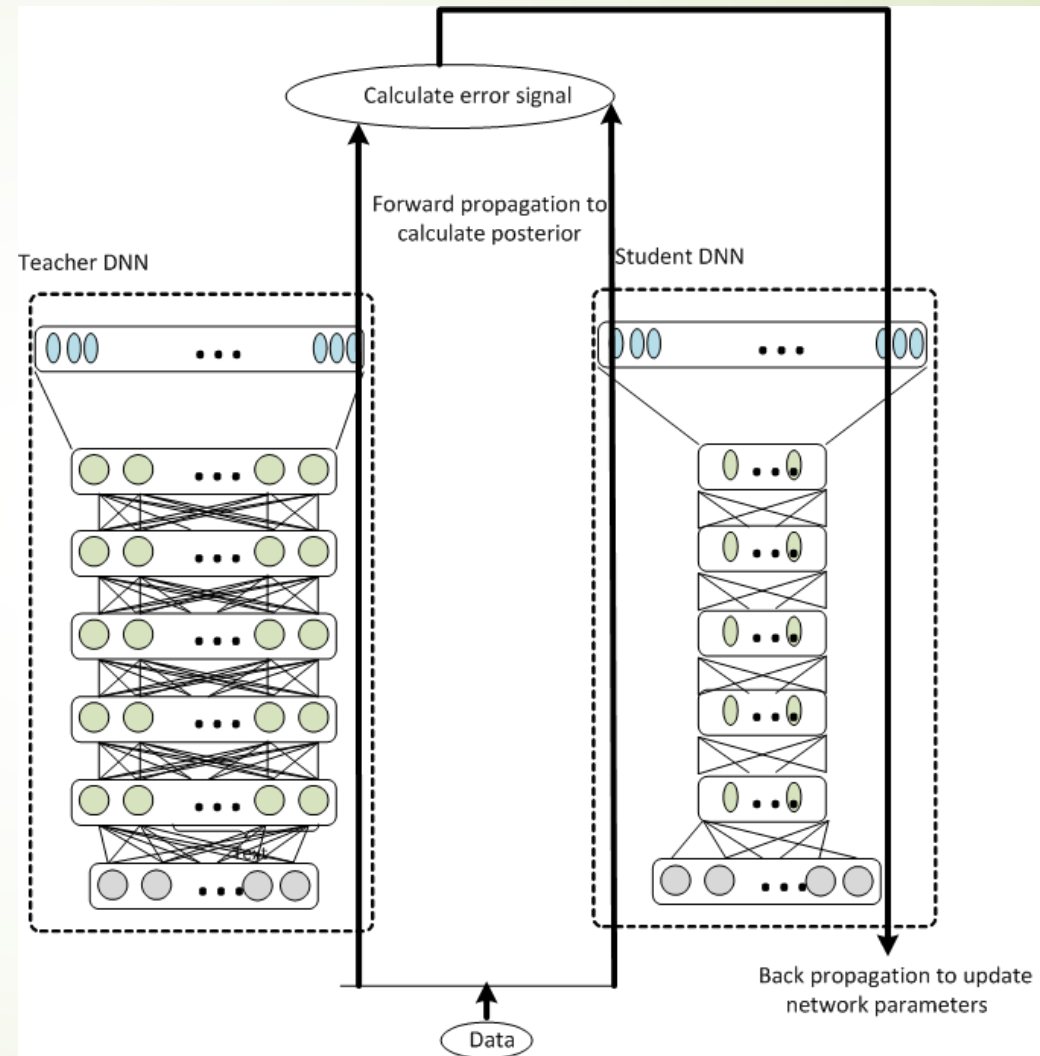 Calculate error signal
Forward propagation to
calculate posterior
Teacher DNN
Student DNN
Text
Back propagation to update
network parameters
Data